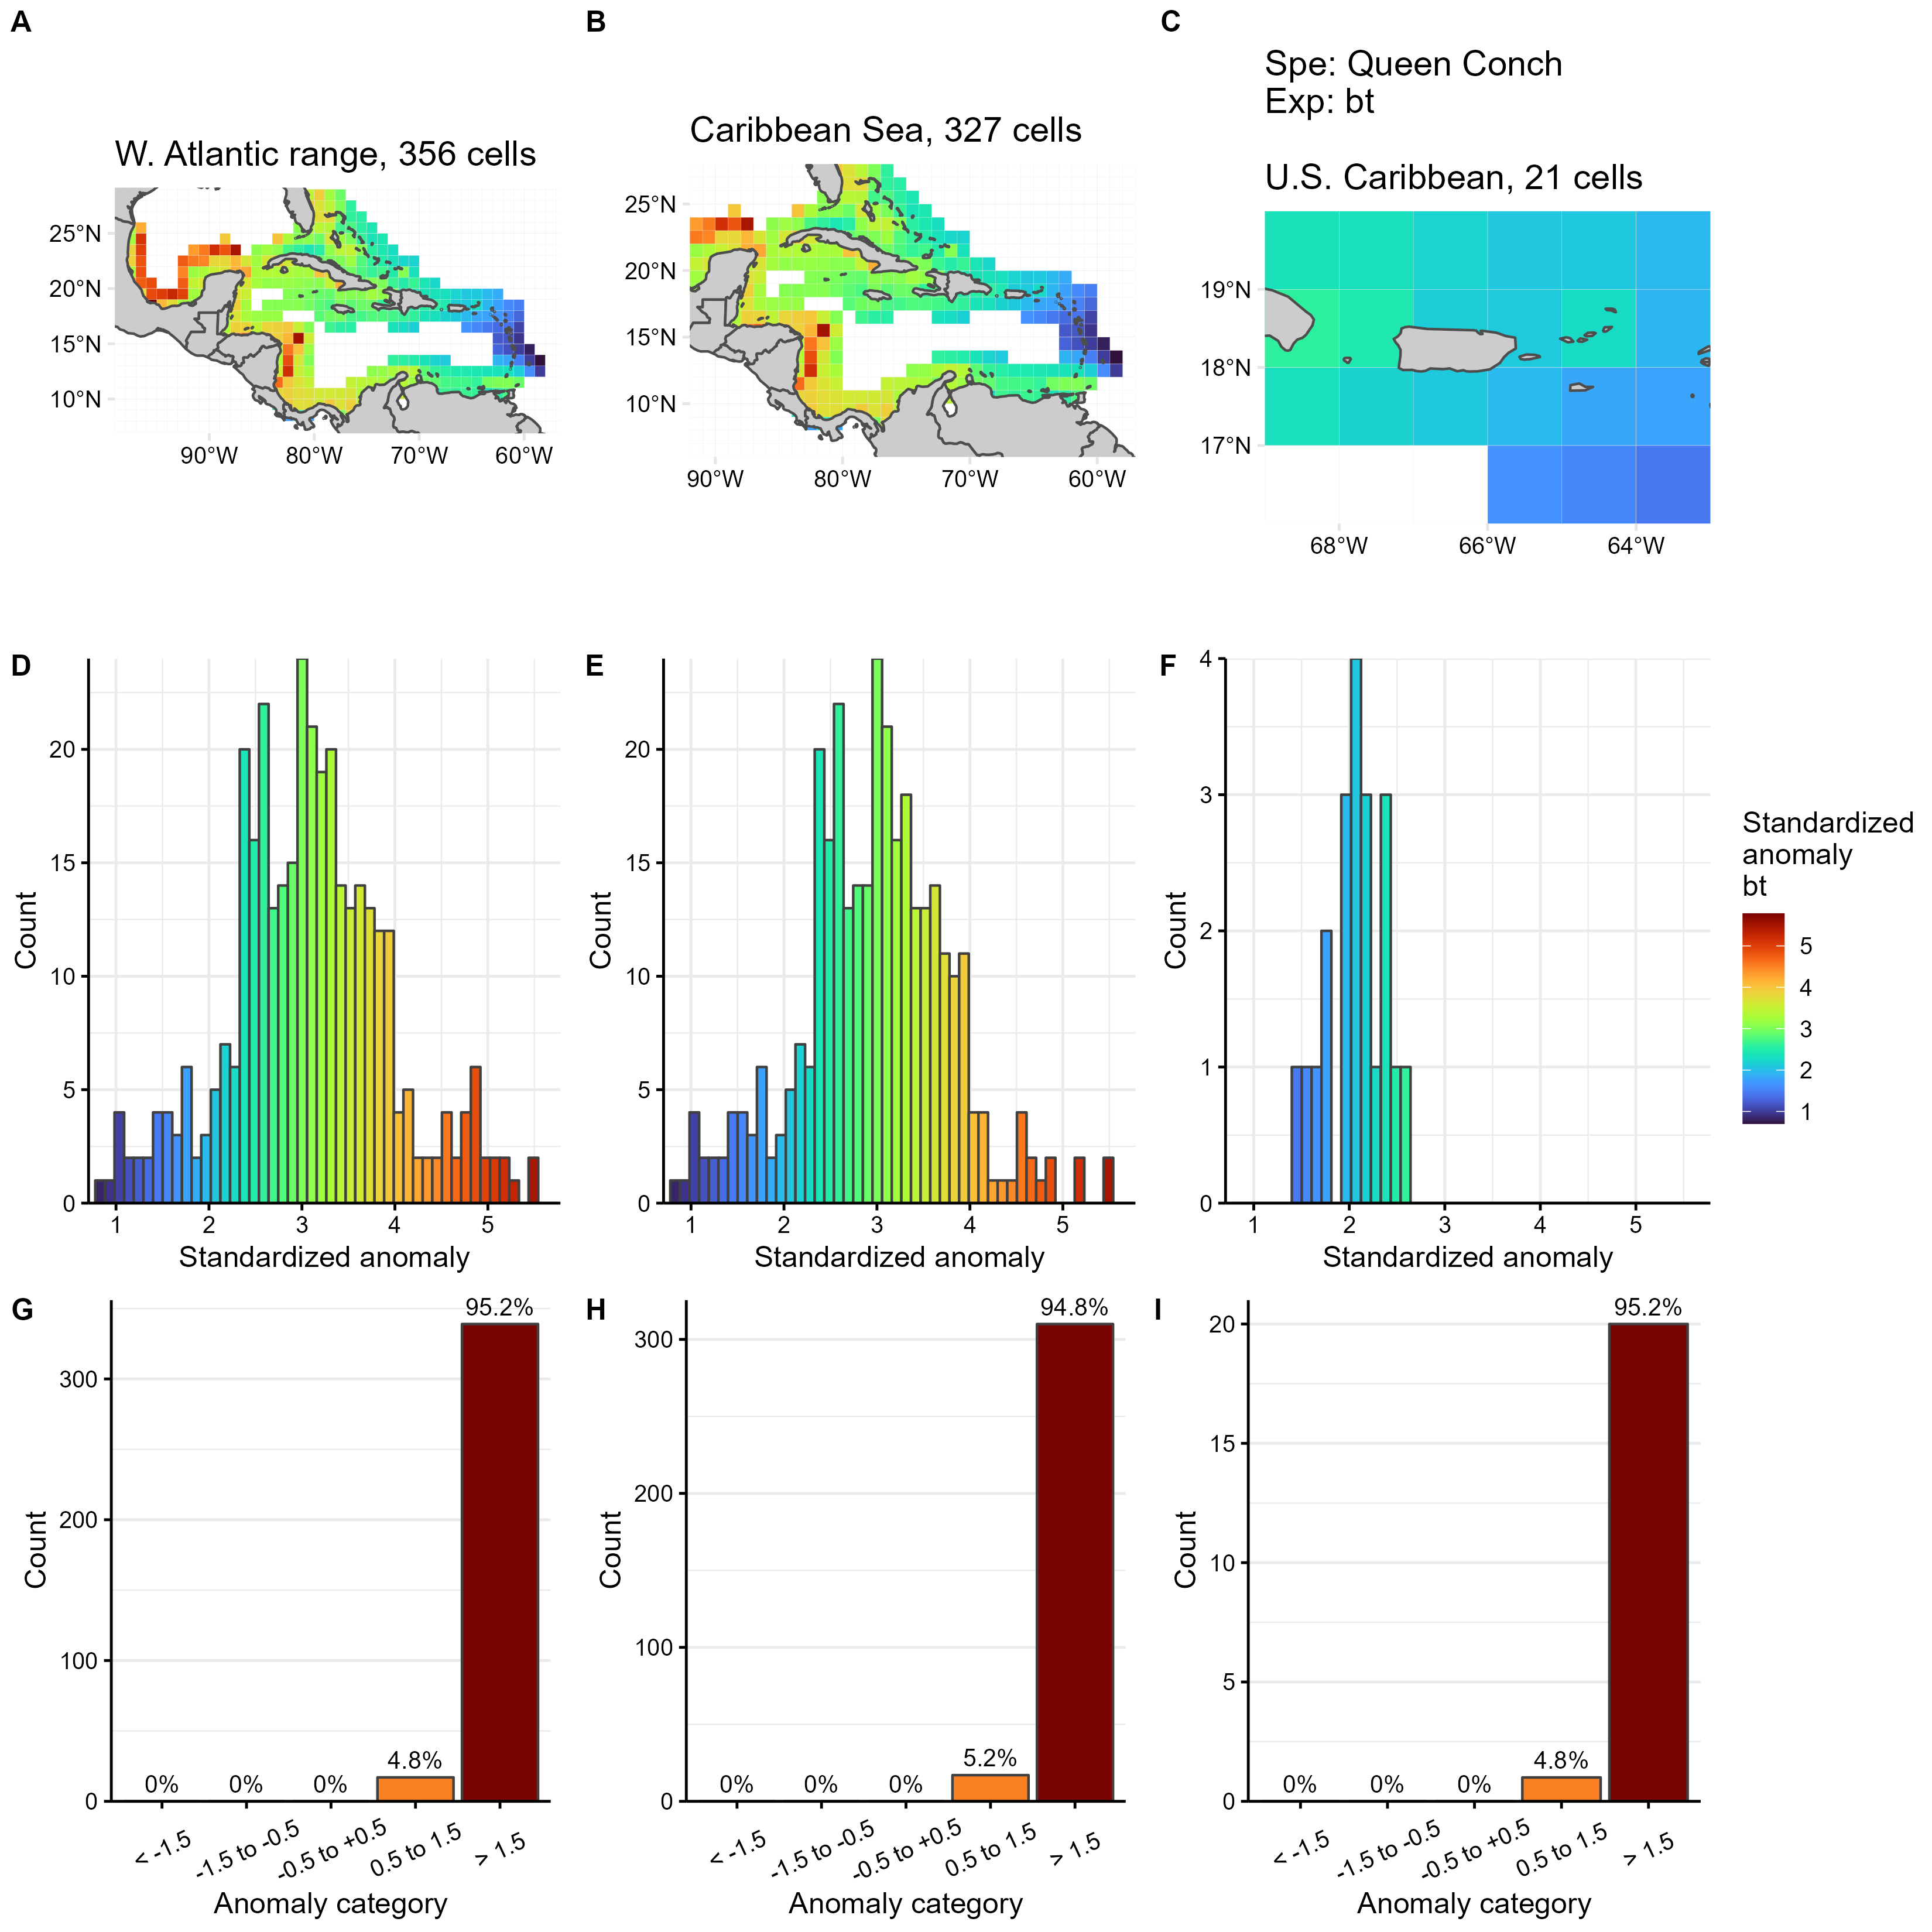 A
B
C
Spe: Queen Conch
Exp: bt
W. Atlantic range, 356 cells
Caribbean Sea, 327 cells
U.S. Caribbean, 21 cells
25°N
20°N
15°N
10°N
90°W
80°W
70°W
60°W
25°N
20°N
15°N
10°N
90°W
80°W
70°W
60°W
19°N
18°N
17°N
68°W
66°W
64°W
D
Count
20
15
10
5
0
1
2
3
4
5
Standardized anomaly
E
Count
20
15
10
5
0
1
2
3
4
5
Standardized anomaly
F
Count
4
3
2
1
0
1
2
3
4
5
Standardized anomaly
Standardized
anomaly
bt
5
4
3
2
1
G
Count
300
200
100
0
0%
0%
0%
4.8%
95.2%
< -1.5
-1.5 to -0.5
-0.5 to +0.5
0.5 to 1.5
> 1.5
Anomaly category
H
Count
300
200
100
0
0%
0%
0%
5.2%
94.8%
< -1.5
-1.5 to -0.5
-0.5 to +0.5
0.5 to 1.5
> 1.5
Anomaly category
I
Count
20
15
10
5
0
0%
0%
0%
4.8%
95.2%
< -1.5
-1.5 to -0.5
-0.5 to +0.5
0.5 to 1.5
> 1.5
Anomaly category